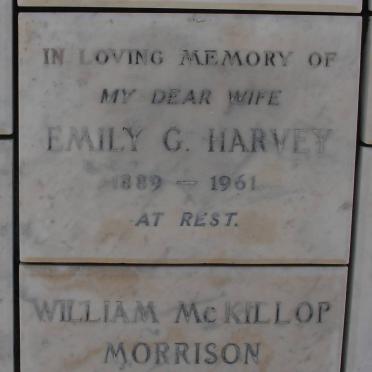 IN LOVING MEMORY OF
MY DEAR WIFE
EMILY G. HARVEY
1889 — 1961
AT REST.
WILLIAM McKILLOP
MORRISON